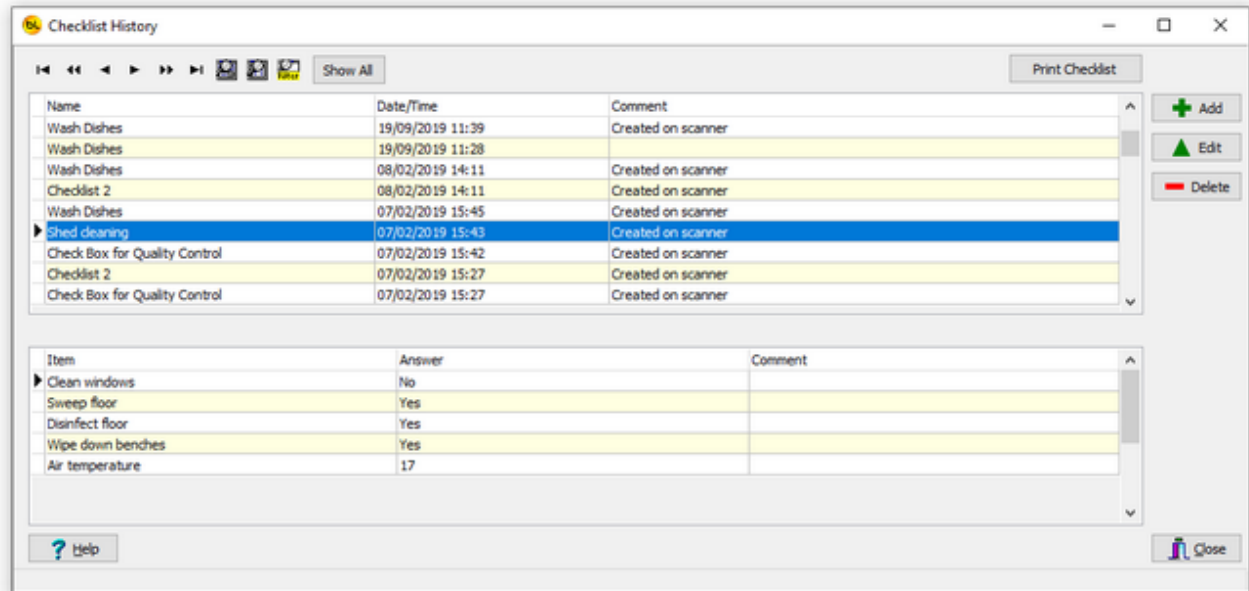 bL Checklist History
Show All Print Checklist
Name Date/Time Comment
Wash Dishes 19/09/2019 11:39 Created on scanner
Wash Dishes 19/09/2019 11:28
Wash Dishes 08/02/2019 14:11 Created on scanner
Checklist 2 08/02/2019 14:11 Created on scanner
Wash Dishes 07/02/2019 15:45 Created on scanner
Shed cleaning 07/02/2019 15:43 Created on scanner
Check Box for Quality Control 07/02/2019 15:42 Created on scanner
Checklist 2 07/02/2019 15:27 Created on scanner
Check Box for Quality Control 07/02/2019 15:27 Created on scanner
Add
Edit
Delete
Item Answer Comment
Clean windows No
Sweep floor Yes
Disinfect floor Yes
Wipe down benches Yes
Air temperature 17
? Help Close